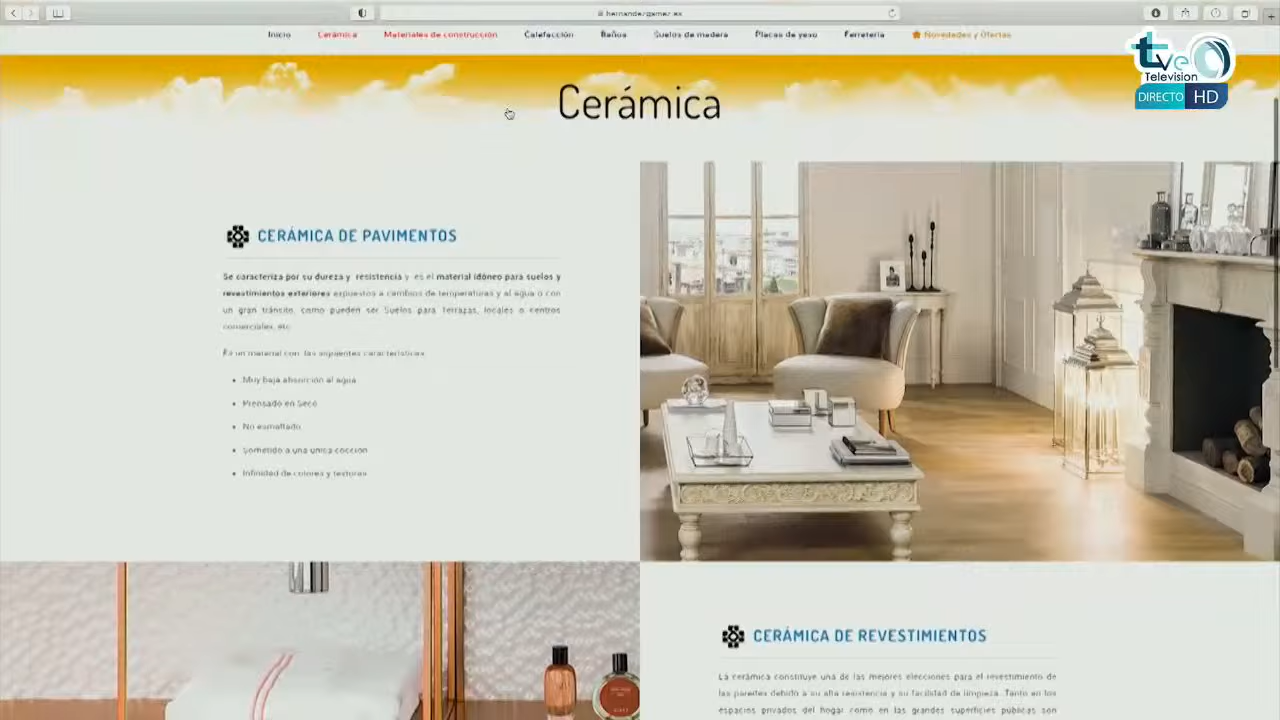 hernandezgamez.es
Inicio Cerámica Materiales de construcción Calefacción Baños Suelos de madera Placas de yeso Ferretería Novedades y Ofertas
tve
Televisión
DIRECTO HD
Cerámica
CERÁMICA DE PAVIMENTOS
Se caracteriza por su dureza y resistencia y es el material idóneo para suelos y
revestimientos exteriores expuestos a cambios de temperaturas y al agua o con
un gran tránsito, como pueden ser Suelos para Terrazas, locales o centros
comerciales, etc.
Es un material con las siguientes características
• Muy baja absorción al agua
• Prensado en Seco
• No esmaltado
• Sometido a una única cocción
• Infinidad de colores y texturas
CERÁMICA DE REVESTIMIENTOS
La cerámica constituye una de las mejores elecciones para el revestimiento de
las paredes debido a su alta resistencia y su facilidad de limpieza. Tanto en los
espacios privados del hogar como en las grandes superficies públicas son